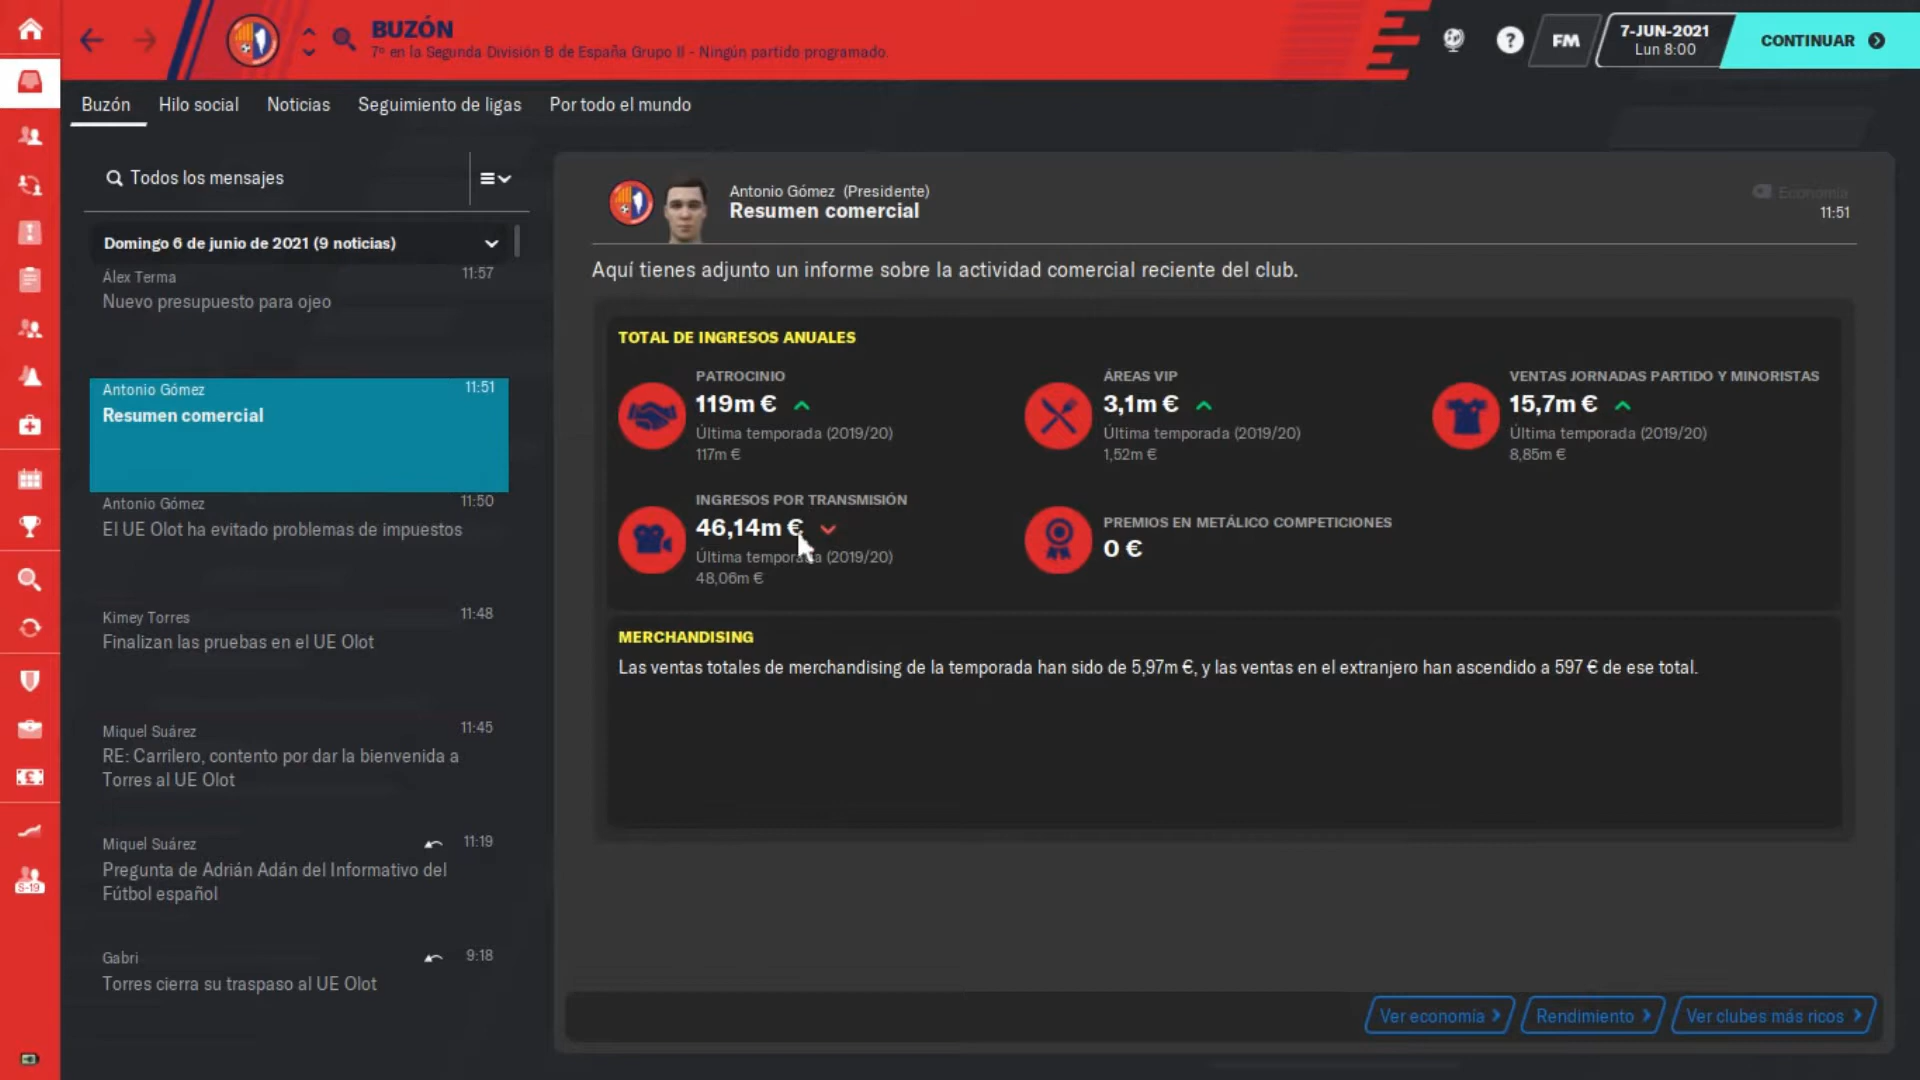 BUZÓN
7º en la Segunda División B de España Grupo II - Ningún partido programado.
?
FM
7-JUN-2021
Lun 8:00
CONTINUAR
Buzón
Hilo social
Noticias
Seguimiento de ligas
Por todo el mundo
Todos los mensajes
Domingo 6 de junio de 2021 (9 noticias)
Álex Terma
11:57
Nuevo presupuesto para ojeo
Antonio Gómez
11:51
Resumen comercial
Antonio Gómez
11:50
El UE Olot ha evitado problemas de impuestos
Kimey Torres
11:48
Finalizan las pruebas en el UE Olot
Miquel Suárez
11:45
RE: Carrilero, contento por dar la bienvenida a
Torres al UE Olot
Miquel Suárez
11:19
Pregunta de Adrián Adán del Informativo del
Fútbol español
Gabri
9:18
Torres cierra su traspaso al UE Olot
S-19
Antonio Gómez (Presidente)
Resumen comercial
Economía
11:51
Aquí tienes adjunto un informe sobre la actividad comercial reciente del club.
TOTAL DE INGRESOS ANUALES
PATROCINIO
119m €
Última temporada (2019/20)
117m €
ÁREAS VIP
3,1m €
Última temporada (2019/20)
1,52m €
VENTAS JORNADAS PARTIDO Y MINORISTAS
15,7m €
Última temporada (2019/20)
8,85m €
INGRESOS POR TRANSMISIÓN
46,14m €
Última temporada (2019/20)
48,06m €
PREMIOS EN METÁLICO COMPETICIONES
0 €
MERCHANDISING
Las ventas totales de merchandising de la temporada han sido de 5,97m €, y las ventas en el extranjero han ascendido a 597 € de ese total.
Ver economía
Rendimiento
Ver clubes más ricos